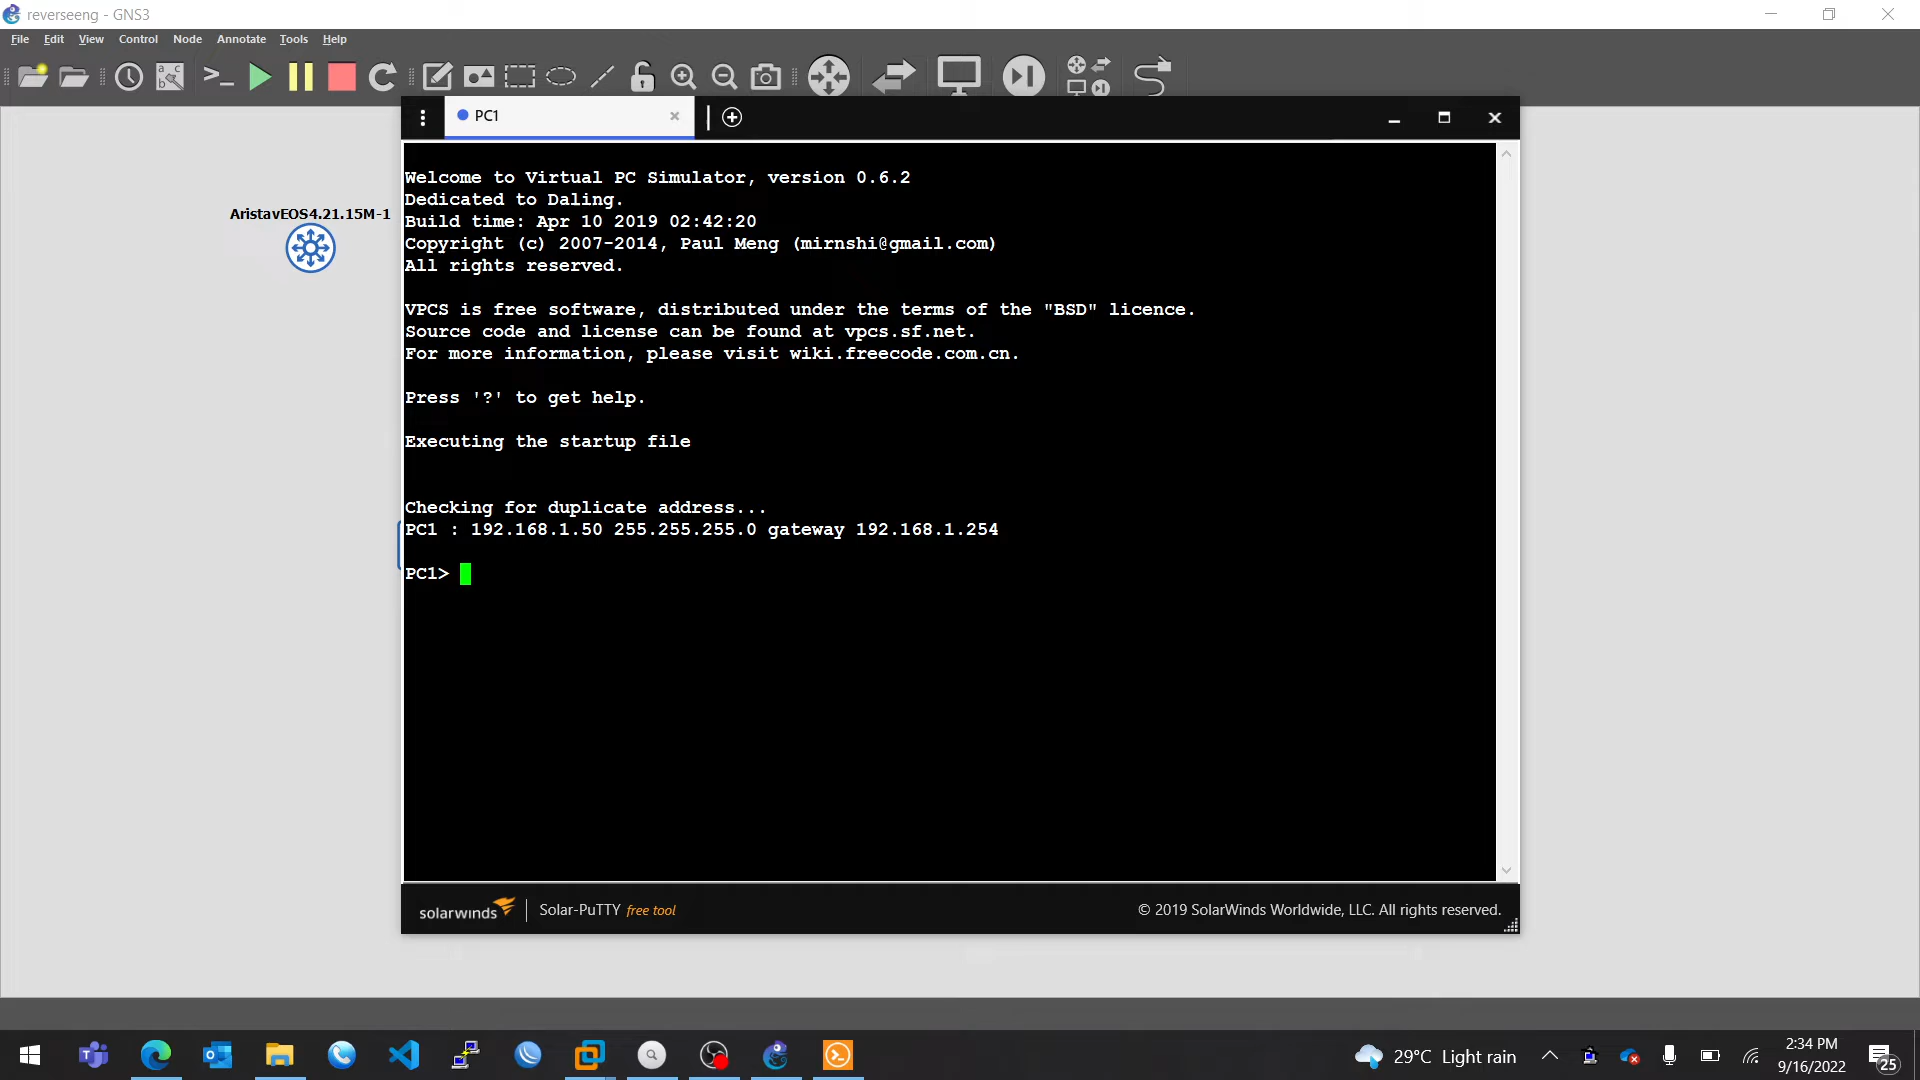 reverseeng - GNS3
File Edit View Control Node Annotate Tools Help
PC1
AristavEOS4.21.15M-1
Welcome to Virtual PC Simulator, version 0.6.2
Dedicated to Daling.
Build time: Apr 10 2019 02:42:20
Copyright (c) 2007-2014, Paul Meng (mirnshi@gmail.com)
All rights reserved.
VPCS is free software, distributed under the terms of the "BSD" licence.
Source code and license can be found at vpcs.sf.net.
For more information, please visit wiki.freecode.com.cn.
Press '?' to get help.
Executing the startup file
Checking for duplicate address...
PC1 : 192.168.1.50 255.255.255.0 gateway 192.168.1.254
PC1>
solarwinds Solar-PuTTY free tool © 2019 SolarWinds Worldwide, LLC. All rights reserved.
29°C Light rain
2:34 PM
9/16/2022
25